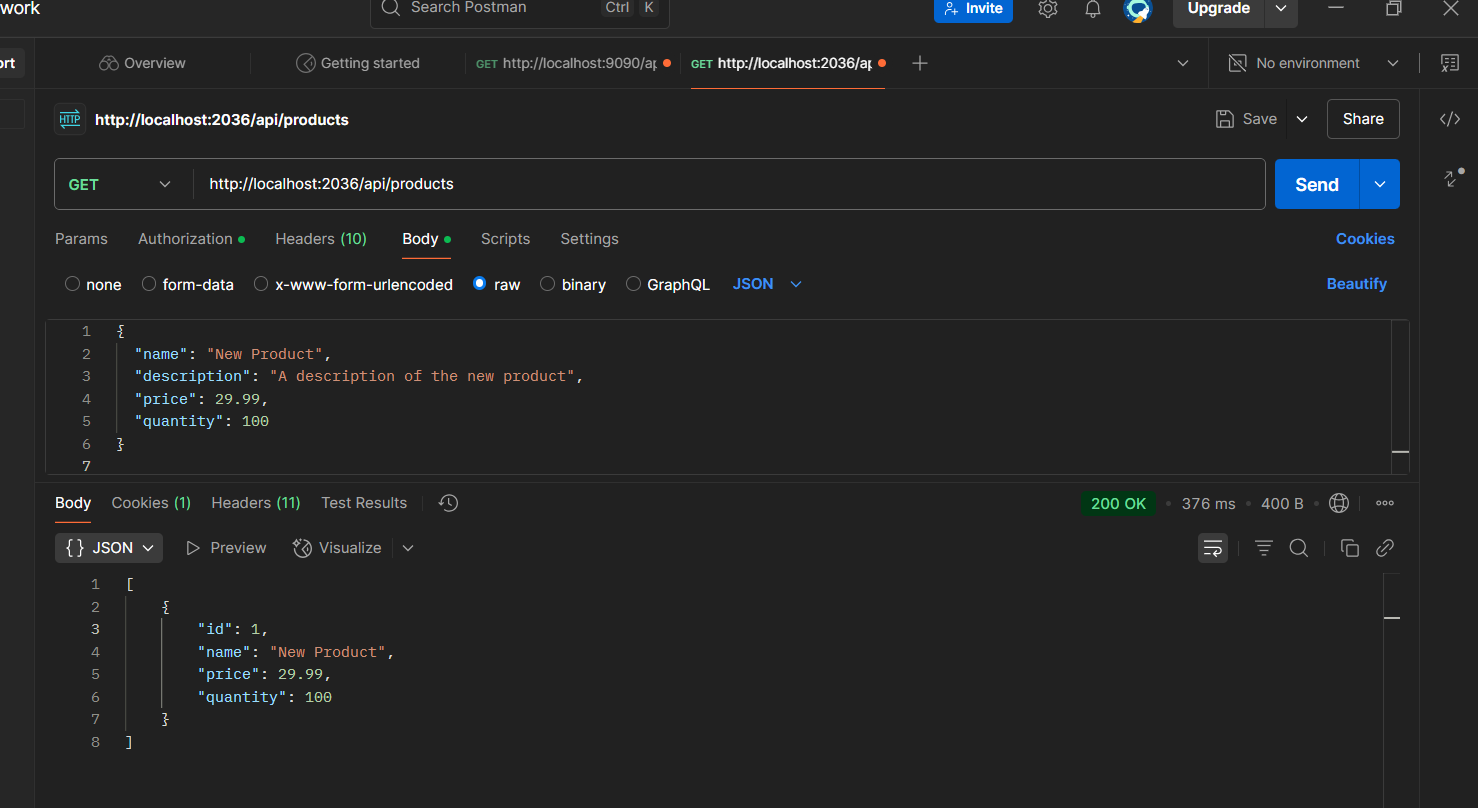 work
Search Postman Ctrl K
Invite
Upgrade
ort
Overview
Getting started
GET http://localhost:9090/ap
GET http://localhost:2036/ap
No environment
HTTP http://localhost:2036/api/products
Save
Share
GET http://localhost:2036/api/products
Send
Params Authorization Headers (10) Body Scripts Settings
Cookies
none form-data x-www-form-urlencoded raw binary GraphQL JSON
Beautify
1 {
2 "name": "New Product",
3 "description": "A description of the new product",
4 "price": 29.99,
5 "quantity": 100
6 }
7
Body Cookies (1) Headers (11) Test Results
200 OK • 376 ms • 400 B •
{} JSON Preview Visualize
1 [
2 {
3 "id": 1,
4 "name": "New Product",
5 "price": 29.99,
6 "quantity": 100
7 }
8 ]